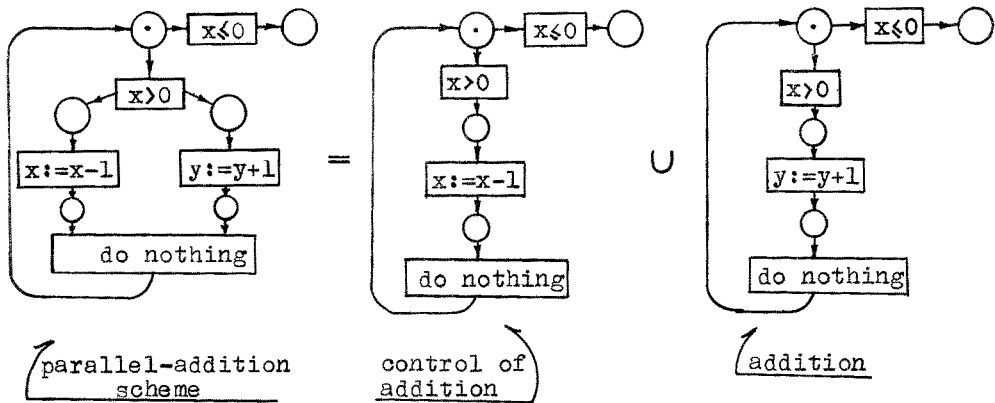 x⩽0
x>0
x:=x-1
y:=y+1
do nothing
parallel-addition
scheme
=
x⩽0
x>0
x:=x-1
do nothing
control of
addition
∪
x⩽0
x>0
y:=y+1
do nothing
addition